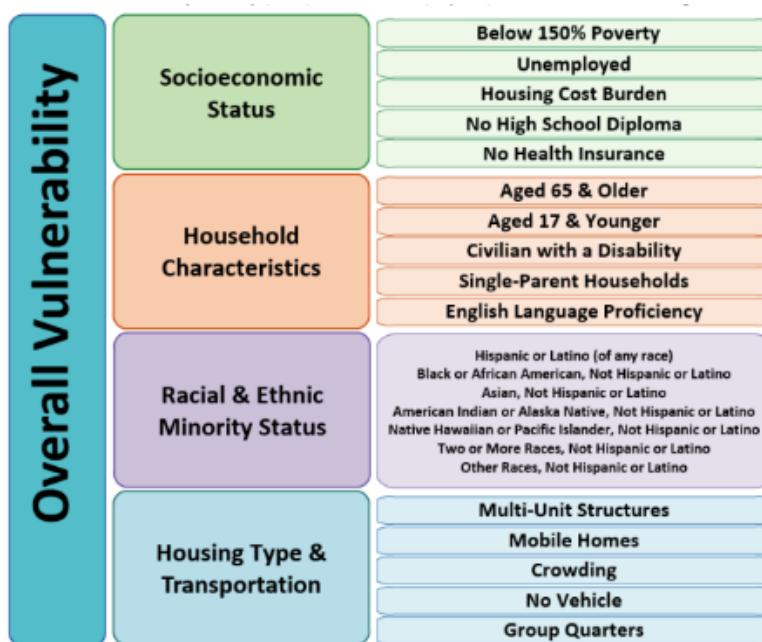 Overall Vulnerability
Socioeconomic
Status
Below 150% Poverty
Unemployed
Housing Cost Burden
No High School Diploma
No Health Insurance
Household
Characteristics
Aged 65 & Older
Aged 17 & Younger
Civilian with a Disability
Single-Parent Households
English Language Proficiency
Racial & Ethnic
Minority Status
Hispanic or Latino (of any race)
Black or African American, Not Hispanic or Latino
Asian, Not Hispanic or Latino
American Indian or Alaska Native, Not Hispanic or Latino
Native Hawaiian or Pacific Islander, Not Hispanic or Latino
Two or More Races, Not Hispanic or Latino
Other Races, Not Hispanic or Latino
Housing Type &
Transportation
Multi-Unit Structures
Mobile Homes
Crowding
No Vehicle
Group Quarters